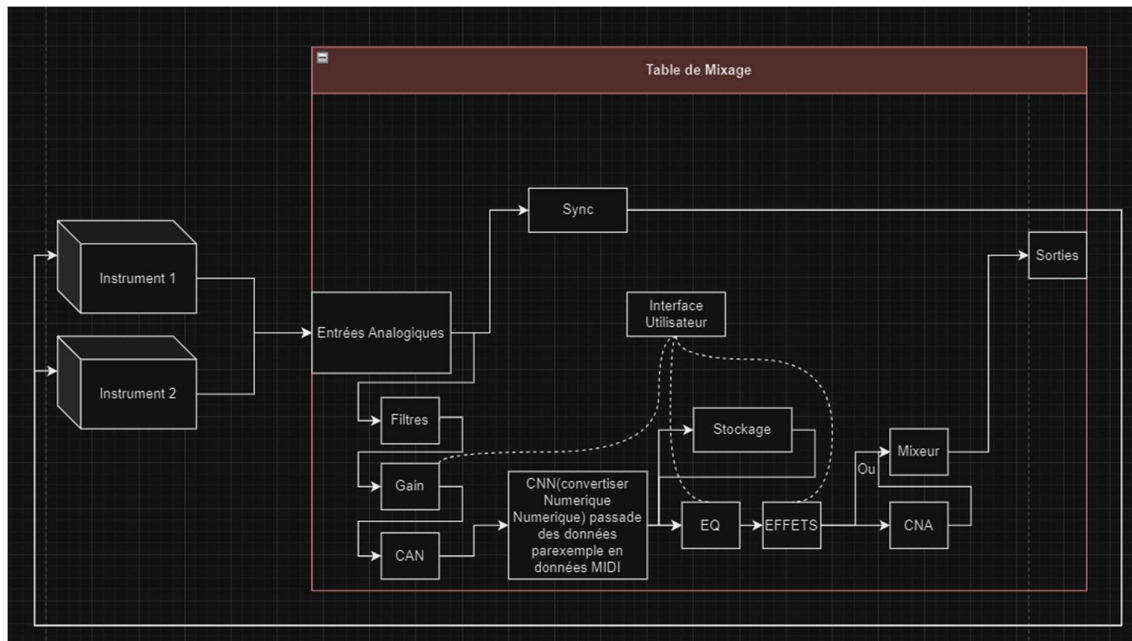 Table de Mixage
Sync
Sorties
Instrument 1
Interface
Utilisateur
Entrées Analogiques
Instrument 2
Filtres
Stockage
Mixeur
Ou
Gain
CNN(convertiser
Numerique
Numerique) passade
des données
parexemple en
données MIDI
EQ
EFFETS
CNA
CAN